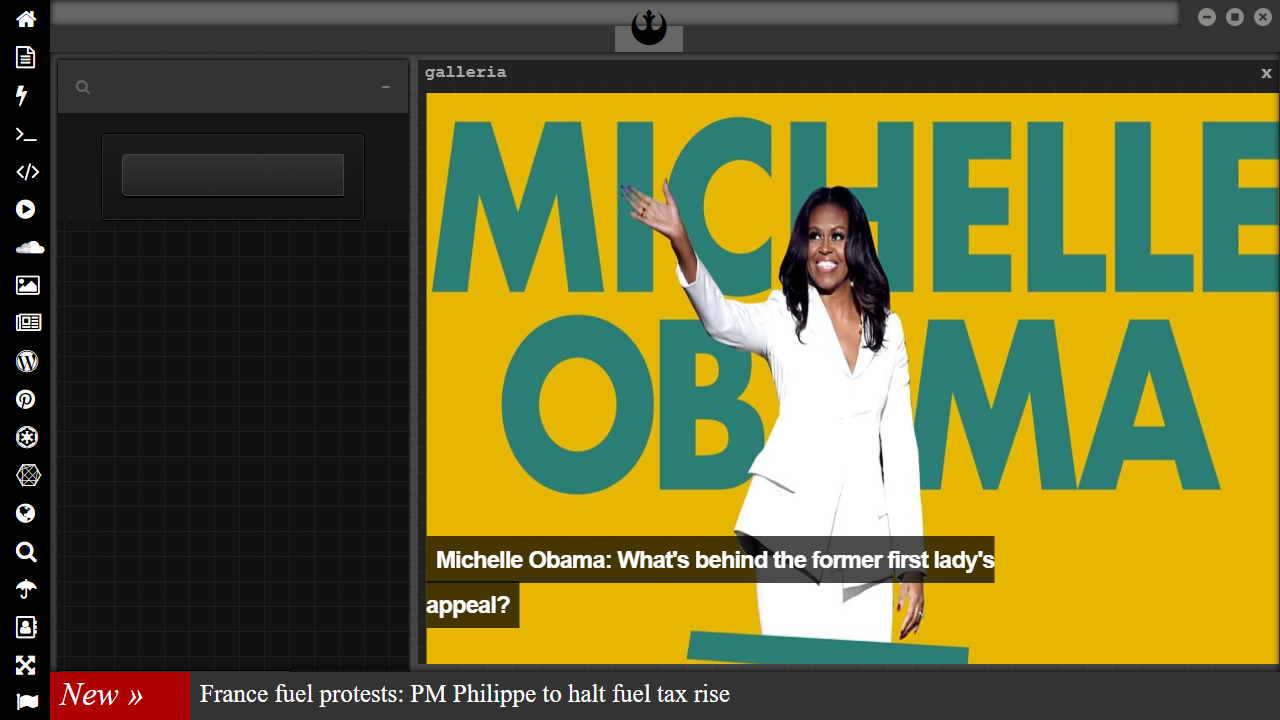 galleria x
MICHELLE
OBAMA
Michelle Obama: What's behind the former first lady's
appeal?
New » France fuel protests: PM Philippe to halt fuel tax rise